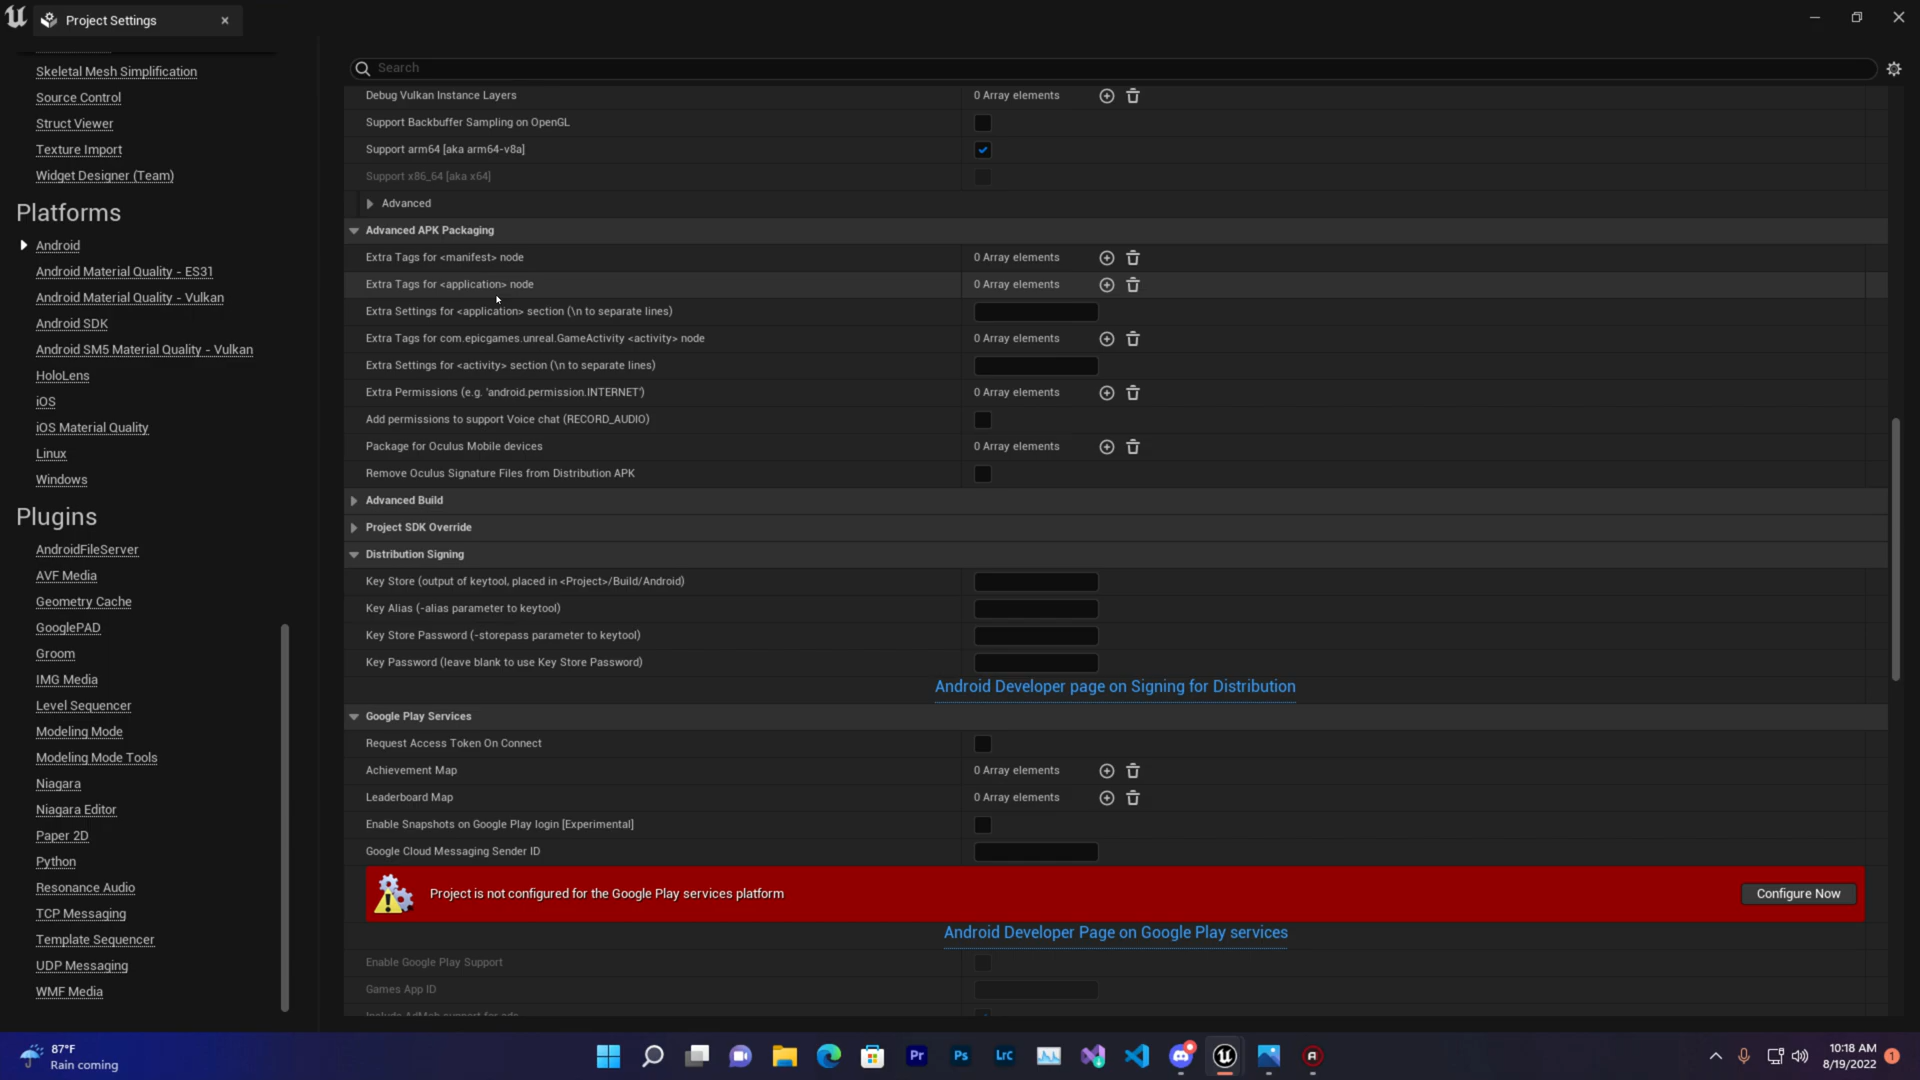 Project Settings
Skeletal Mesh Simplification
Source Control
Struct Viewer
Texture Import
Widget Designer (Team)
Platforms
Android
Android Material Quality - ES31
Android Material Quality - Vulkan
Android SDK
Android SM5 Material Quality - Vulkan
HoloLens
iOS
iOS Material Quality
Linux
Windows
Plugins
AndroidFileServer
AVF Media
Geometry Cache
GooglePAD
Groom
IMG Media
Level Sequencer
Modeling Mode
Modeling Mode Tools
Niagara
Niagara Editor
Paper 2D
Python
Resonance Audio
TCP Messaging
Template Sequencer
UDP Messaging
WMF Media
Search
Debug Vulkan Instance Layers 0 Array elements
Support Backbuffer Sampling on OpenGL
Support arm64 [aka arm64-v8a]
Support x86_64 [aka x64]
Advanced
Advanced APK Packaging
Extra Tags for <manifest> node 0 Array elements
Extra Tags for <application> node 0 Array elements
Extra Settings for <application> section (\n to separate lines)
Extra Tags for com.epicgames.unreal.GameActivity <activity> node 0 Array elements
Extra Settings for <activity> section (\n to separate lines)
Extra Permissions (e.g. 'android.permission.INTERNET') 0 Array elements
Add permissions to support Voice chat (RECORD_AUDIO)
Package for Oculus Mobile devices 0 Array elements
Remove Oculus Signature Files from Distribution APK
Advanced Build
Project SDK Override
Distribution Signing
Key Store (output of keytool, placed in <Project>/Build/Android)
Key Alias (-alias parameter to keytool)
Key Store Password (-storepass parameter to keytool)
Key Password (leave blank to use Key Store Password)
Android Developer page on Signing for Distribution
Google Play Services
Request Access Token On Connect
Achievement Map 0 Array elements
Leaderboard Map 0 Array elements
Enable Snapshots on Google Play login [Experimental]
Google Cloud Messaging Sender ID
Project is not configured for the Google Play services platform Configure Now
Android Developer Page on Google Play services
Enable Google Play Support
Games App ID
Include AdMob support for ads
87°F
Rain coming
Pr Ps Lrc
10:18 AM
8/19/2022
1